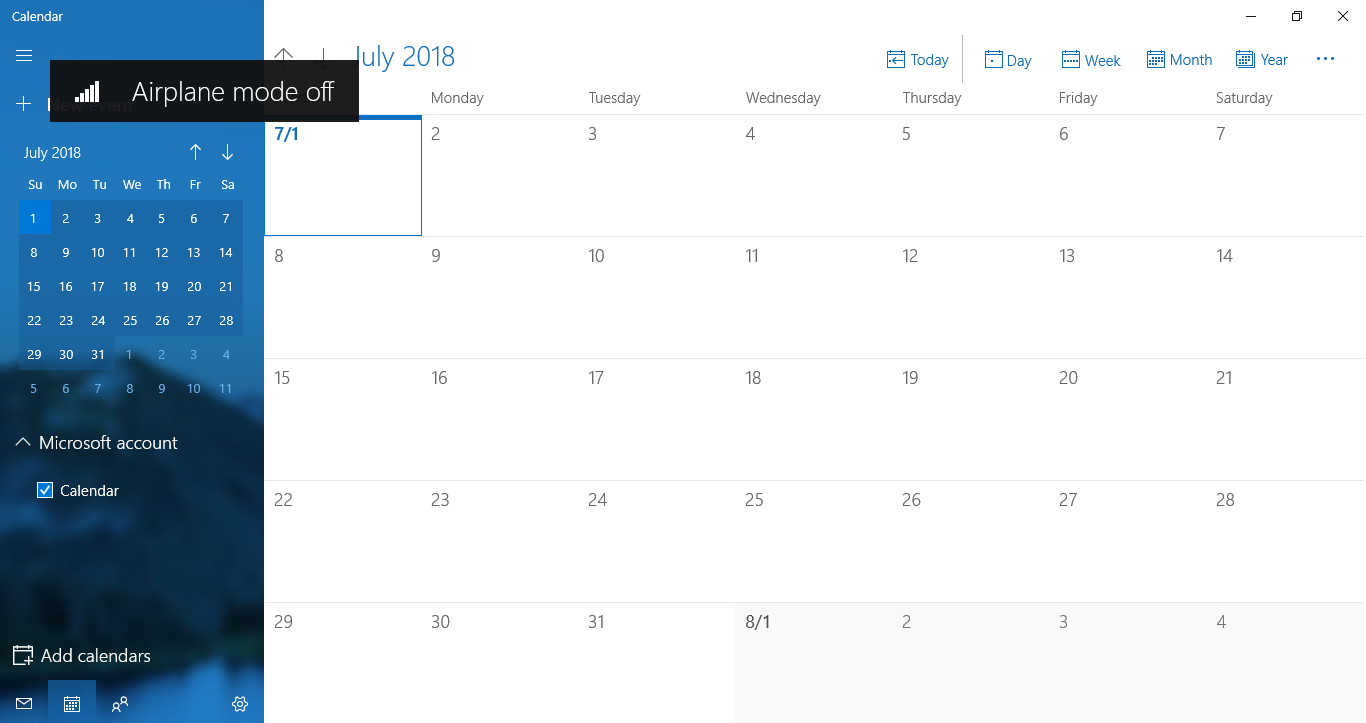 Calendar
July 2018
Today
Day
Week
Month
Year
Airplane mode off
Monday
Tuesday
Wednesday
Thursday
Friday
Saturday
July 2018
Su Mo Tu We Th Fr Sa
1 2 3 4 5 6 7
8 9 10 11 12 13 14
15 16 17 18 19 20 21
22 23 24 25 26 27 28
29 30 31 1 2 3 4
5 6 7 8 9 10 11
Microsoft account
Calendar
Add calendars
7/1 2 3 4 5 6 7
8 9 10 11 12 13 14
15 16 17 18 19 20 21
22 23 24 25 26 27 28
29 30 31 8/1 2 3 4